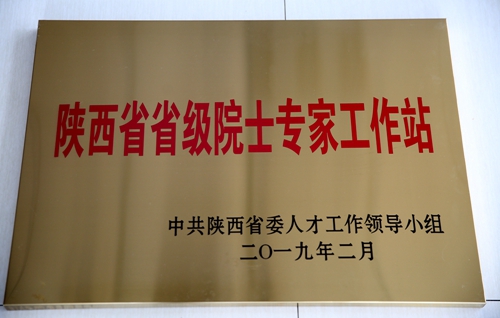 陕西省省级院士专家工作站
中共陕西省委人才工作领导小组
二〇一九年二月